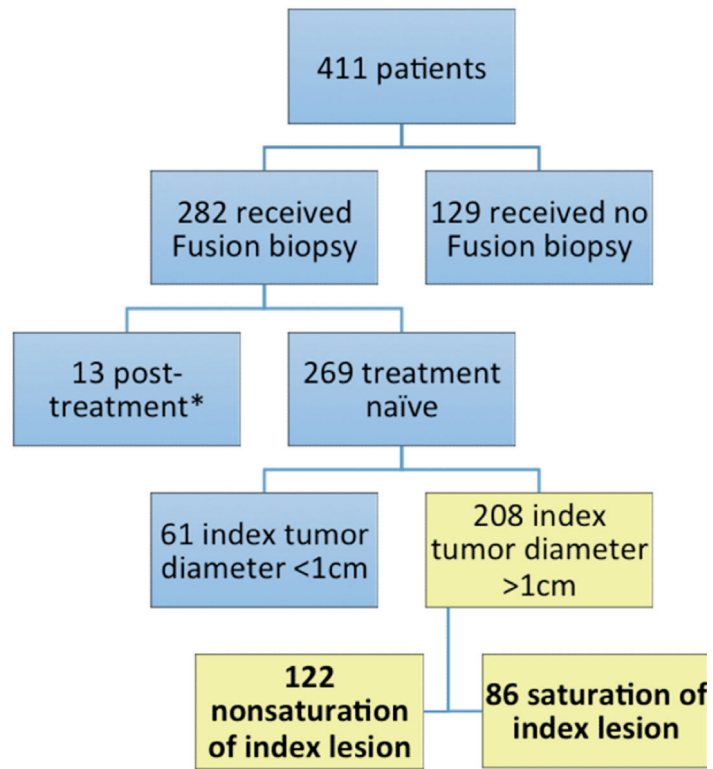 411 patients
282 received
Fusion biopsy
129 received no
Fusion biopsy
13 post-
treatment*
269 treatment
naïve
61 index tumor
diameter <1cm
208 index
tumor diameter
>1cm
122
nonsaturation
of index lesion
86 saturation of
index lesion